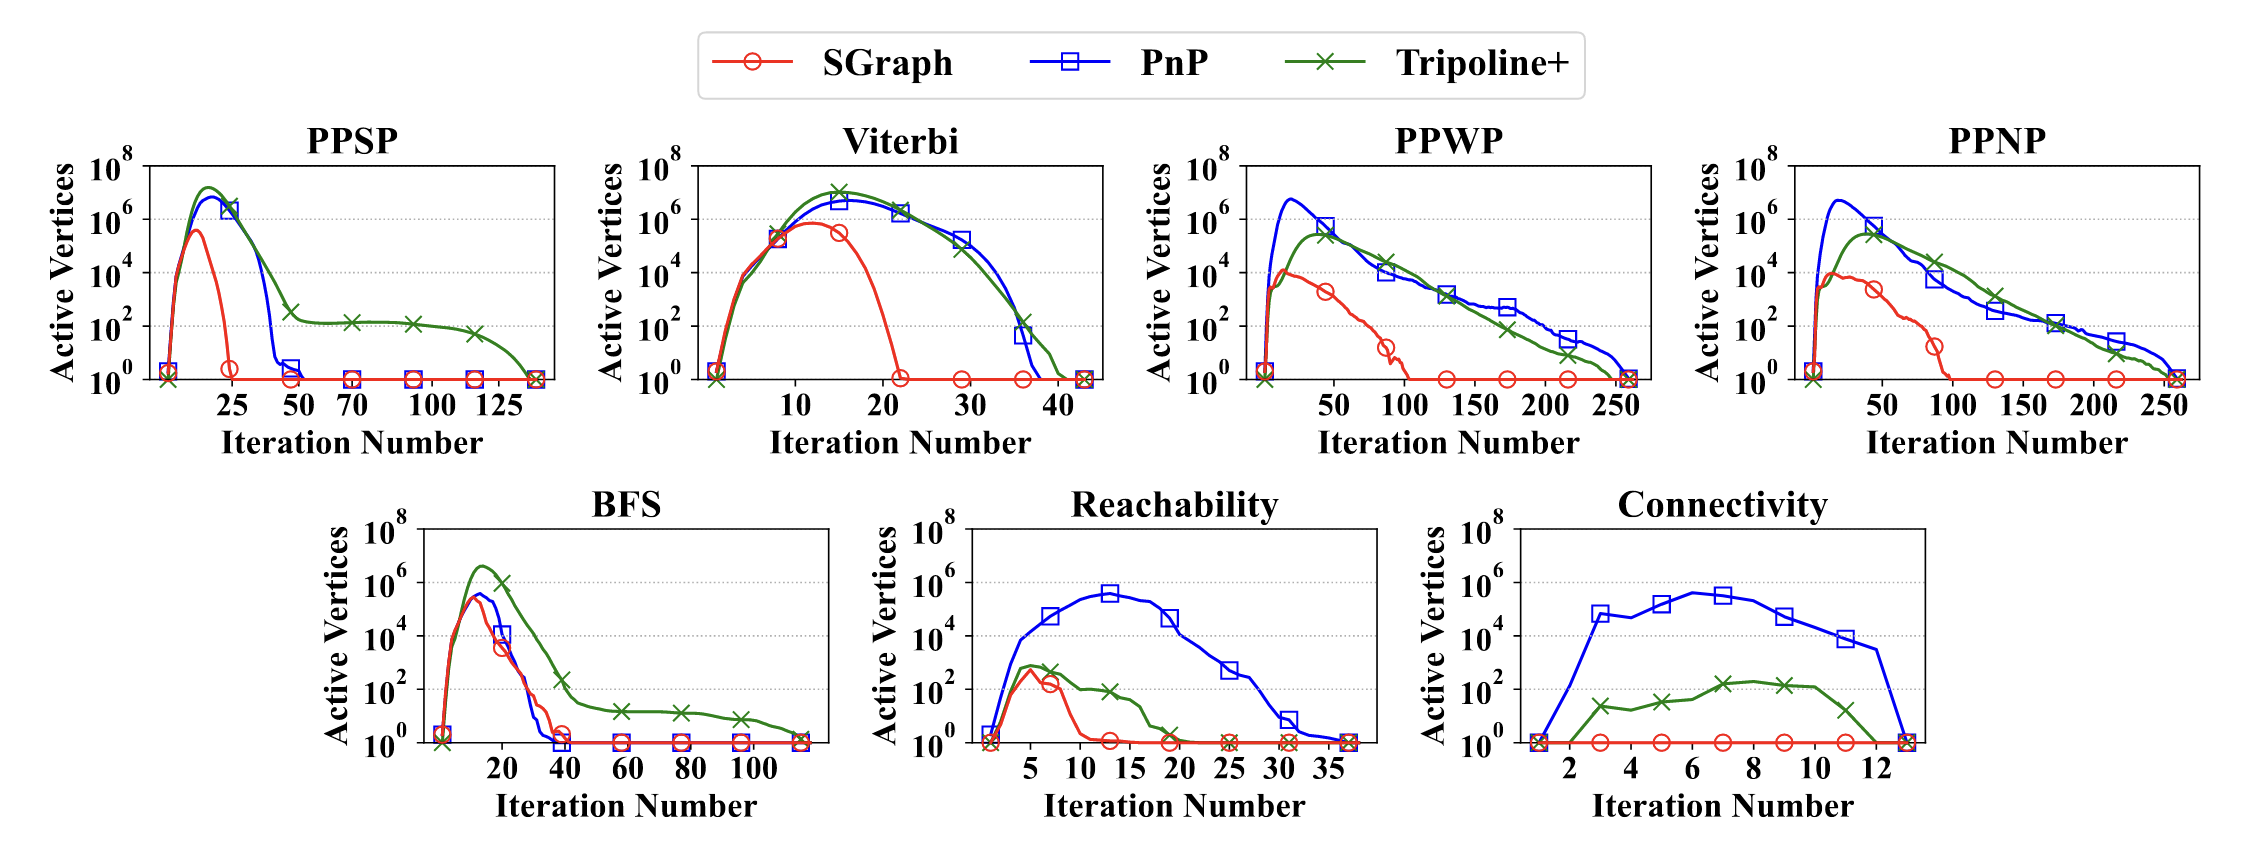 SGraph PnP Tripoline+
PPSP Viterbi PPWP PPNP
Active Vertices
10^8
10^6
10^4
10^2
10^0
25 50 70 100 125
Iteration Number
Active Vertices
10^8
10^6
10^4
10^2
10^0
10 20 30 40
Iteration Number
Active Vertices
10^8
10^6
10^4
10^2
10^0
50 100 150 200 250
Iteration Number
Active Vertices
10^8
10^6
10^4
10^2
10^0
50 100 150 200 250
Iteration Number
BFS Reachability Connectivity
Active Vertices
10^8
10^6
10^4
10^2
10^0
20 40 60 80 100
Iteration Number
Active Vertices
10^8
10^6
10^4
10^2
10^0
5 10 15 20 25 30 35
Iteration Number
Active Vertices
10^8
10^6
10^4
10^2
10^0
2 4 6 8 10 12
Iteration Number